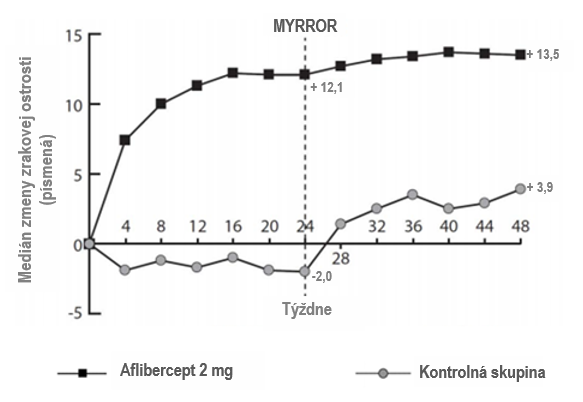 MYRROR
Medián zmeny zrakovej ostrosti
(písmená)
15
10
5
0
-5
+ 13,5
+ 12,1
+ 3,9
-2,0
4 8 12 16 20 24 28 32 36 40 44 48
Týždne
Aflibercept 2 mg
Kontrolná skupina